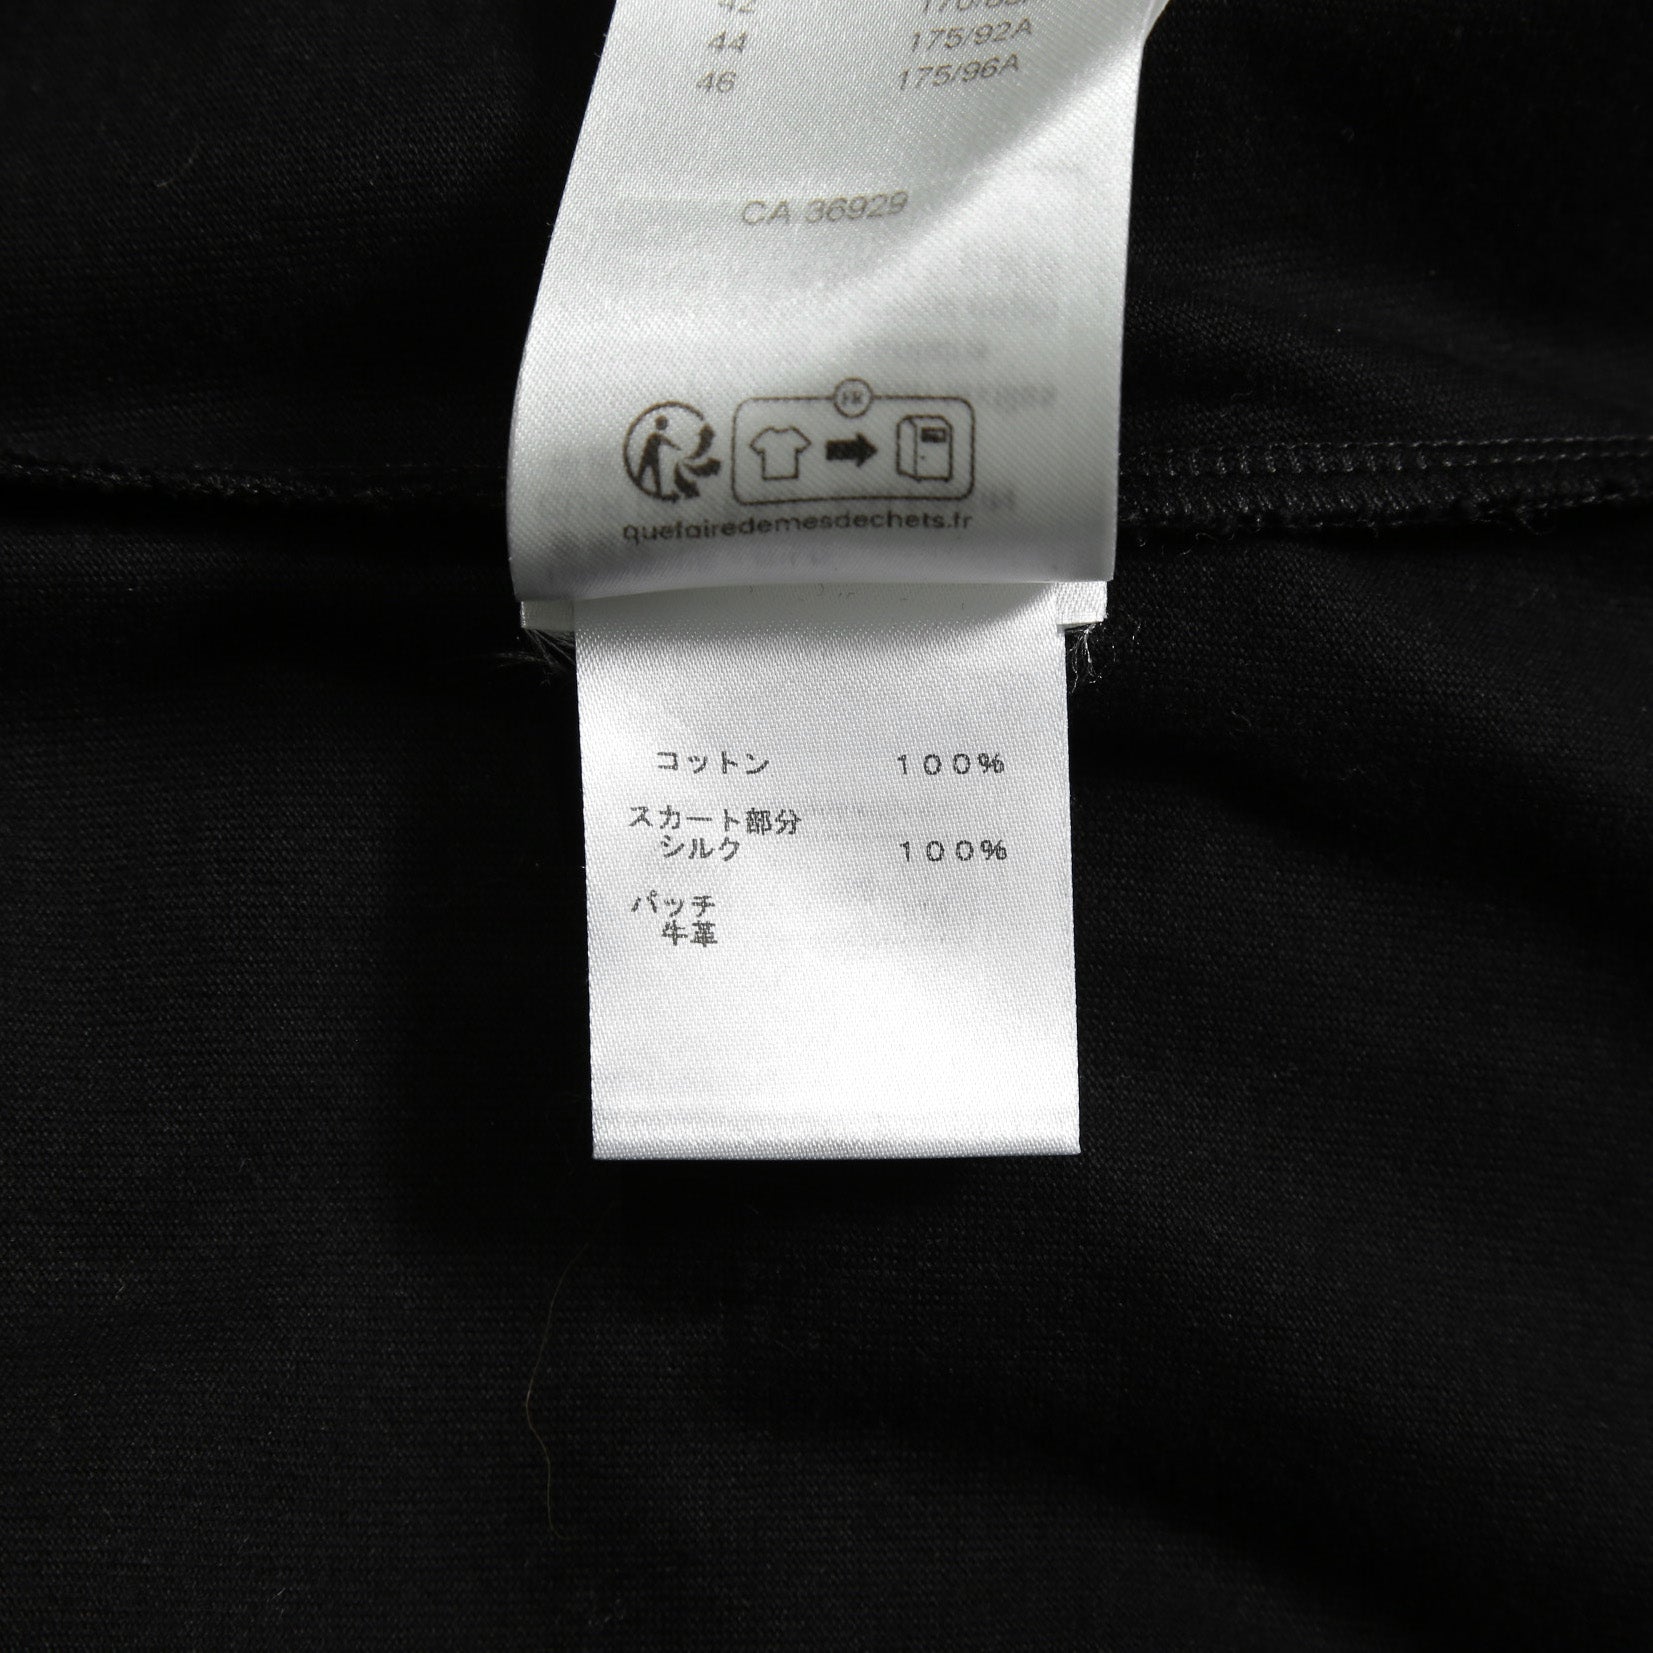 44 175/92A
46 175/96A
CA 36929
FR
quefairedemesdechets.fr
コットン 100%
スカート部分
シルク 100%
パッチ
牛革